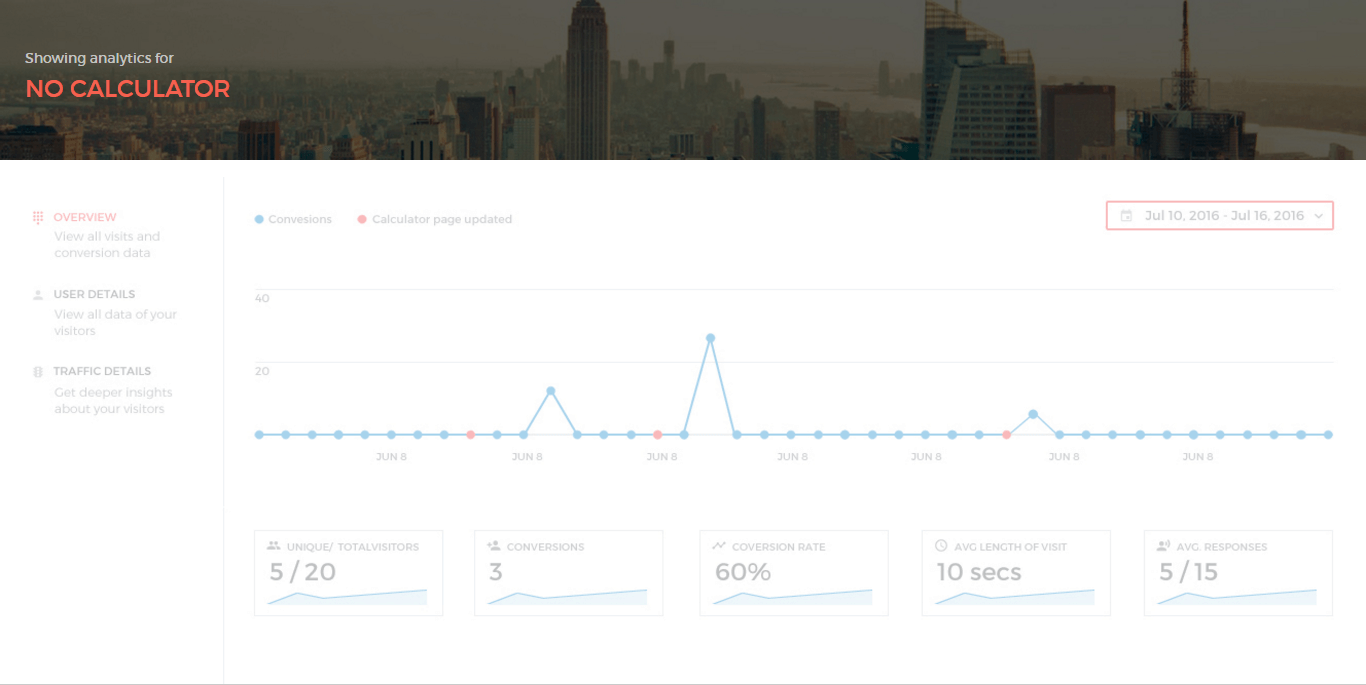 Showing analytics for
NO CALCULATOR
OVERVIEW
View all visits and
conversion data
USER DETAILS
View all data of your
visitors
TRAFFIC DETAILS
Get deeper insights
about your visitors
Convesions
Calculator page updated
Jul 10, 2016 - Jul 16, 2016
40
20
JUN 8
JUN 8
JUN 8
JUN 8
JUN 8
JUN 8
JUN 8
UNIQUE/ TOTALVISITORS
5 / 20
CONVERSIONS
3
COVERSION RATE
60%
AVG LENGTH OF VISIT
10 secs
AVG. RESPONSES
5 / 15